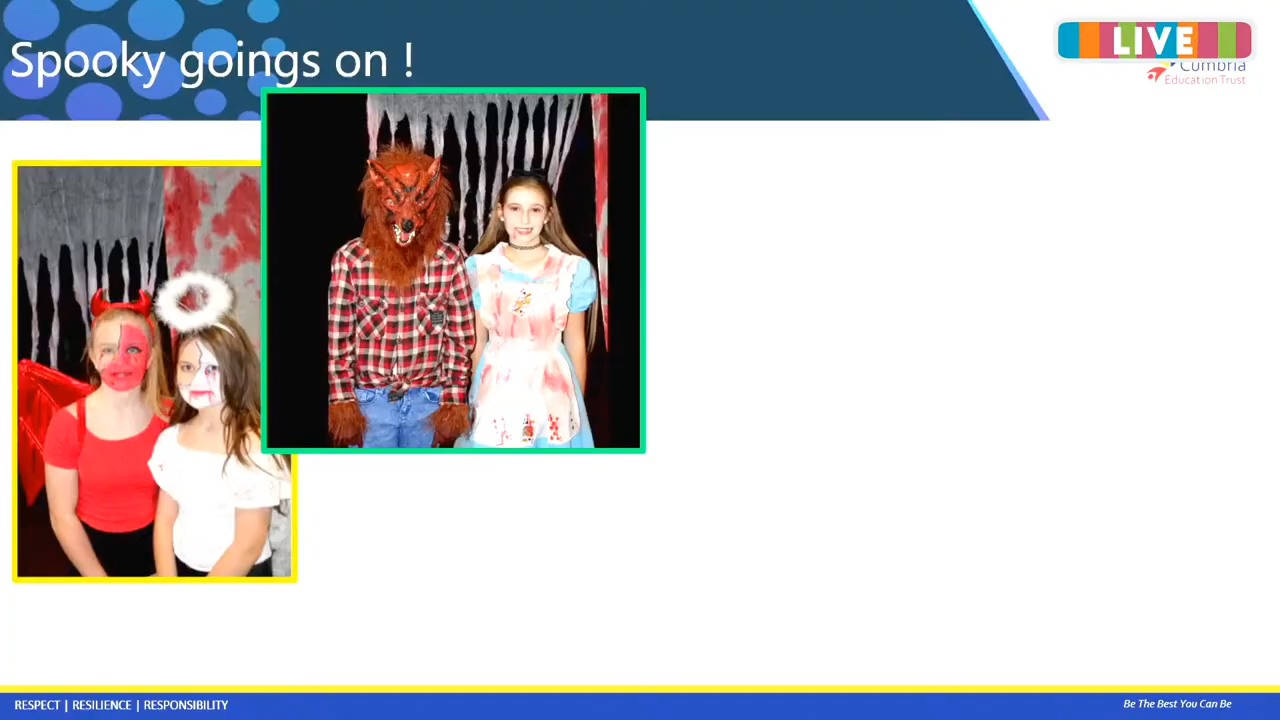 Spooky goings on !
LIVE
Cumbria
Education Trust
RESPECT | RESILIENCE | RESPONSIBILITY
Be The Best You Can Be